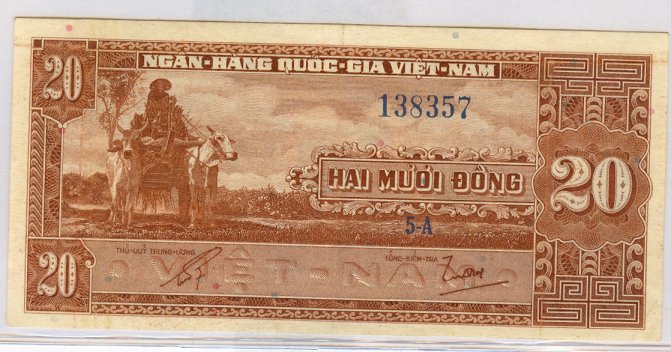 20
NGÂN-HÀNG QUỐC-GIA VIỆT-NAM
138357
HAI MƯƠI ĐỒNG
20
5-A
THỦ-QUỸ TRUNG-ƯƠNG
TỔNG-KIỂM-TRA
VIỆT-NAM
20